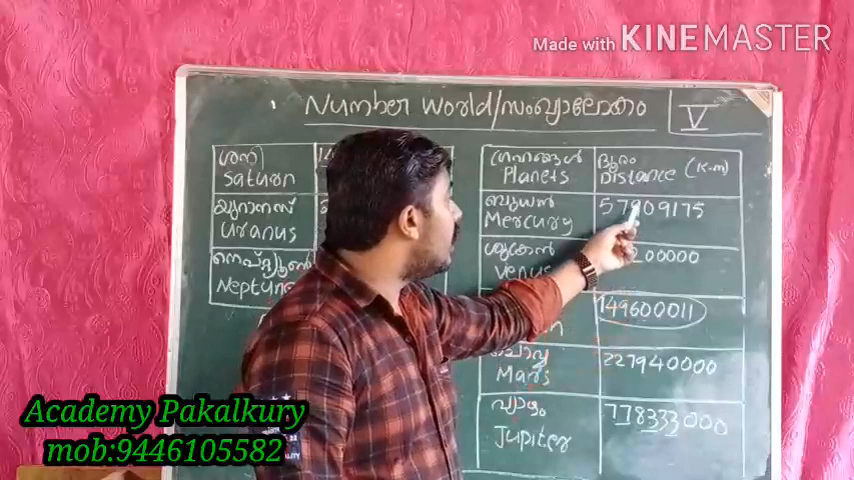 Made with KINEMASTER
Number World/സംഖ്യാലോകം
V
ശനി
Saturn
യുറാനസ്
Uranus
നെപ്ട്യൂൺ
Neptune
ഗ്രഹങ്ങൾ
Planets
ദൂരം
Distance (K.m)
ബുധൻ
Mercury
57909175
ശുക്രൻ
Venus
00000
149600011
ചൊവ്വ
Mars
227940000
വ്യാഴം
Jupiter
778333000
Academy Pakalkury
mob:9446105582